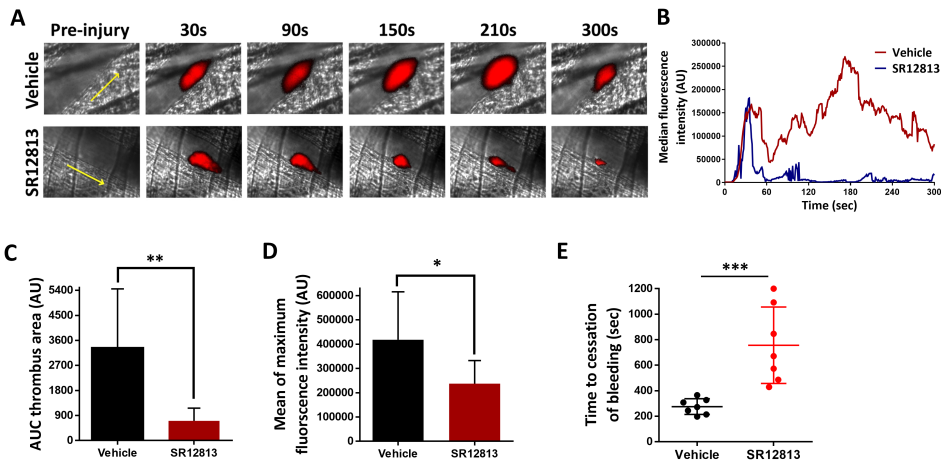 A
Pre-injury 30s 90s 150s 210s 300s
Vehicle
SR12813
B
Median fluorescence
intensity (AU)
300000
250000
200000
150000
100000
50000
0
0 60 120 180 240 300
Time (sec)
Vehicle
SR12813
C
AUC thrombus area (AU)
5400
4500
3600
2700
1800
900
0
**
Vehicle SR12813
D
Mean of maximum
fluorescence intensity (AU)
600000
500000
400000
300000
200000
100000
0
*
Vehicle SR12813
E
Time to cessation
of bleeding (sec)
1200
1000
800
600
400
200
0
***
Vehicle SR12813